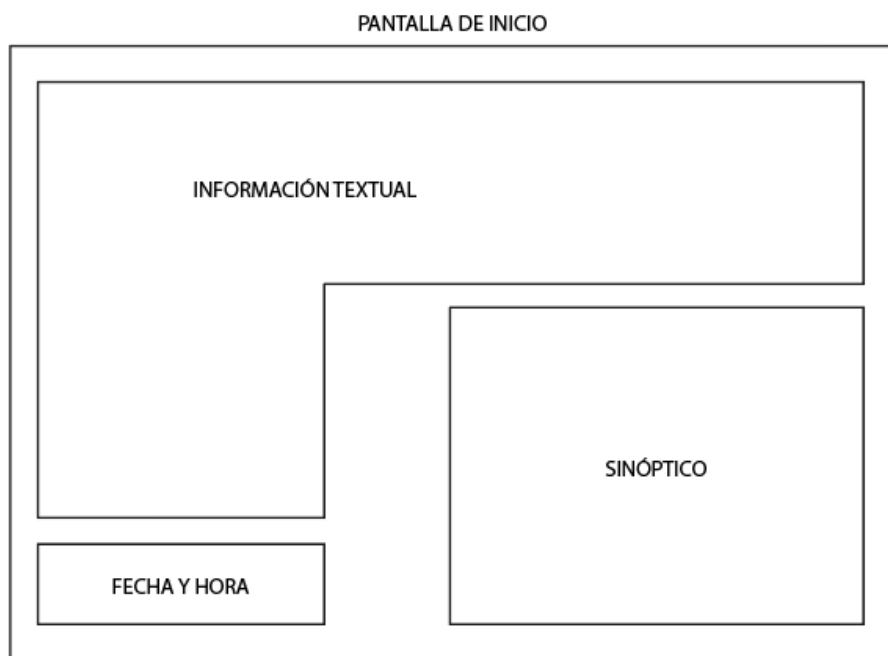 PANTALLA DE INICIO
INFORMACIÓN TEXTUAL
SINÓPTICO
FECHA Y HORA